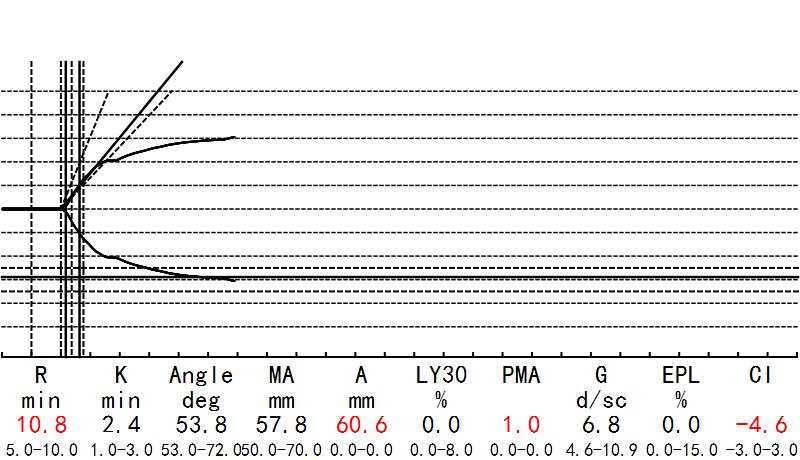 R K Angle MA A LY30 PMA G EPL CI
min min deg mm mm % d/sc %
10.8 2.4 53.8 57.8 60.6 0.0 1.0 6.8 0.0 -4.6
5.0-10.0 1.0-3.0 53.0-72.0 50.0-70.0 0.0-0.0 0.0-8.0 0.0-0.0 4.6-10.9 0.0-15.0 -3.0-3.0